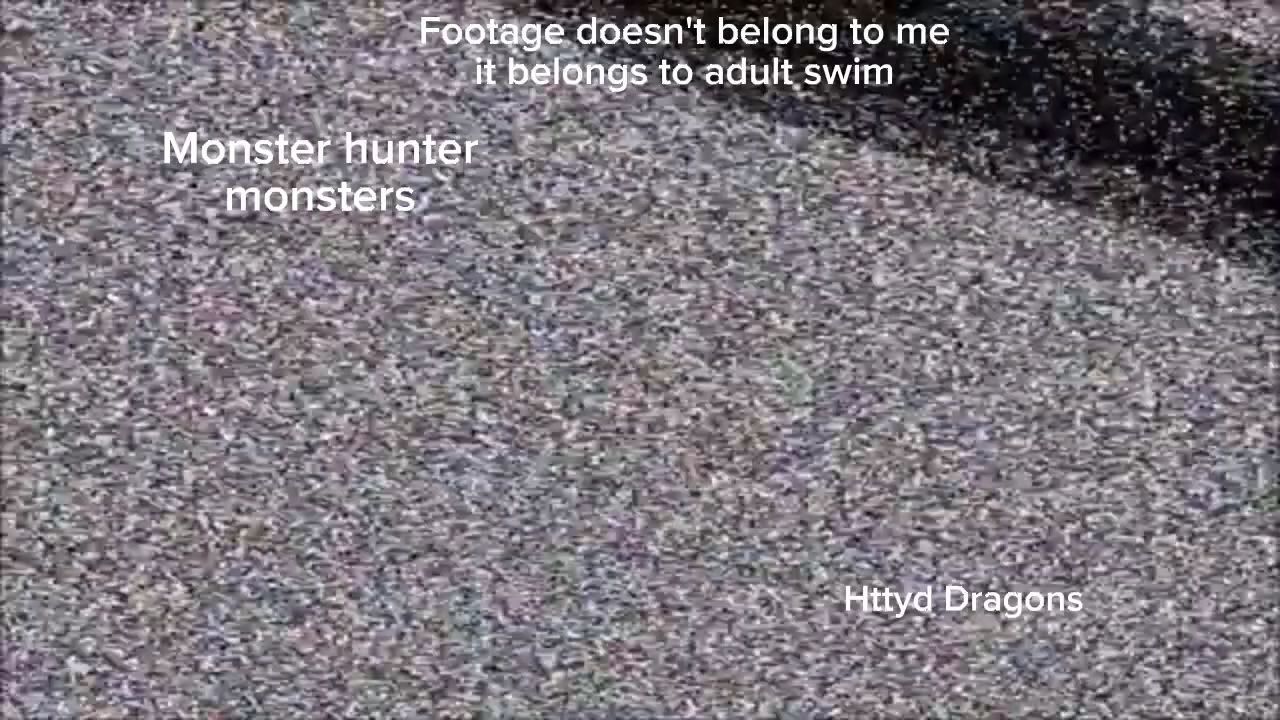 Footage doesn't belong to me
it belongs to adult swim
Monster hunter
monsters
Httyd Dragons